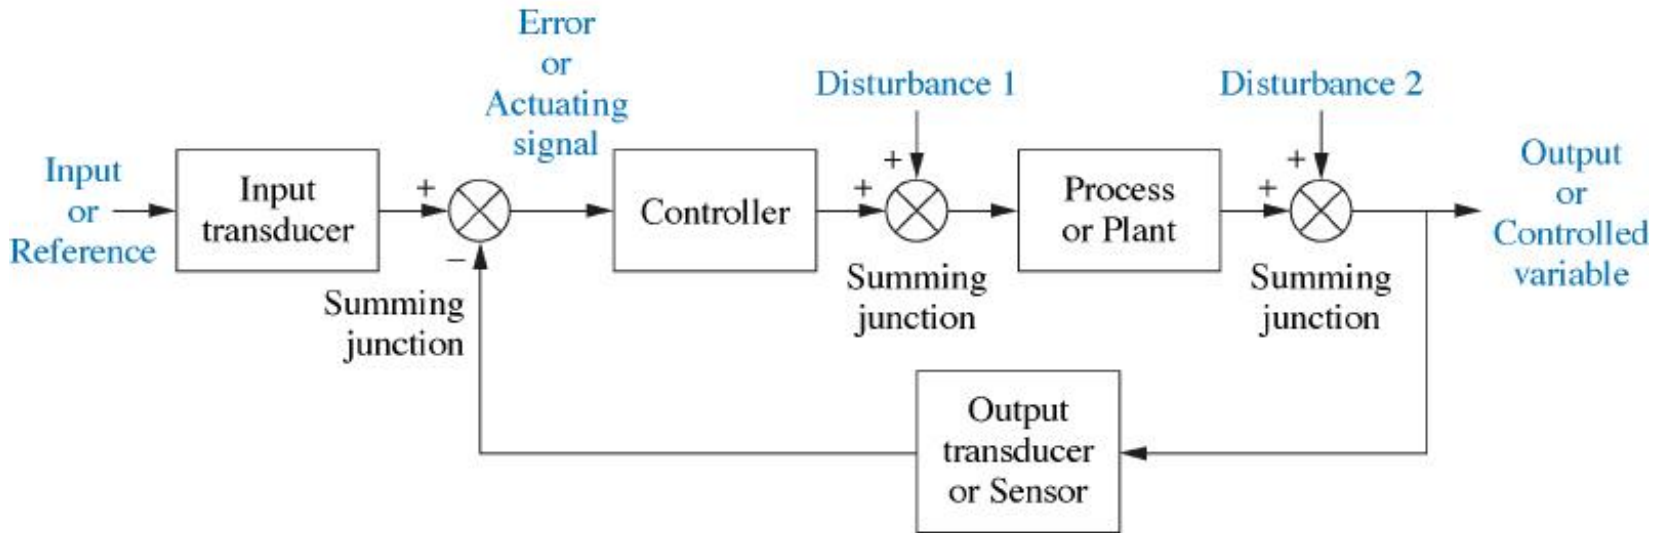 Error
or
Actuating
signal
Disturbance 1
Disturbance 2
Input
or
Reference
Input
transducer
+
−
Summing
junction
Controller
+
+
Summing
junction
Process
or Plant
+
+
Summing
junction
Output
or
Controlled
variable
Output
transducer
or Sensor